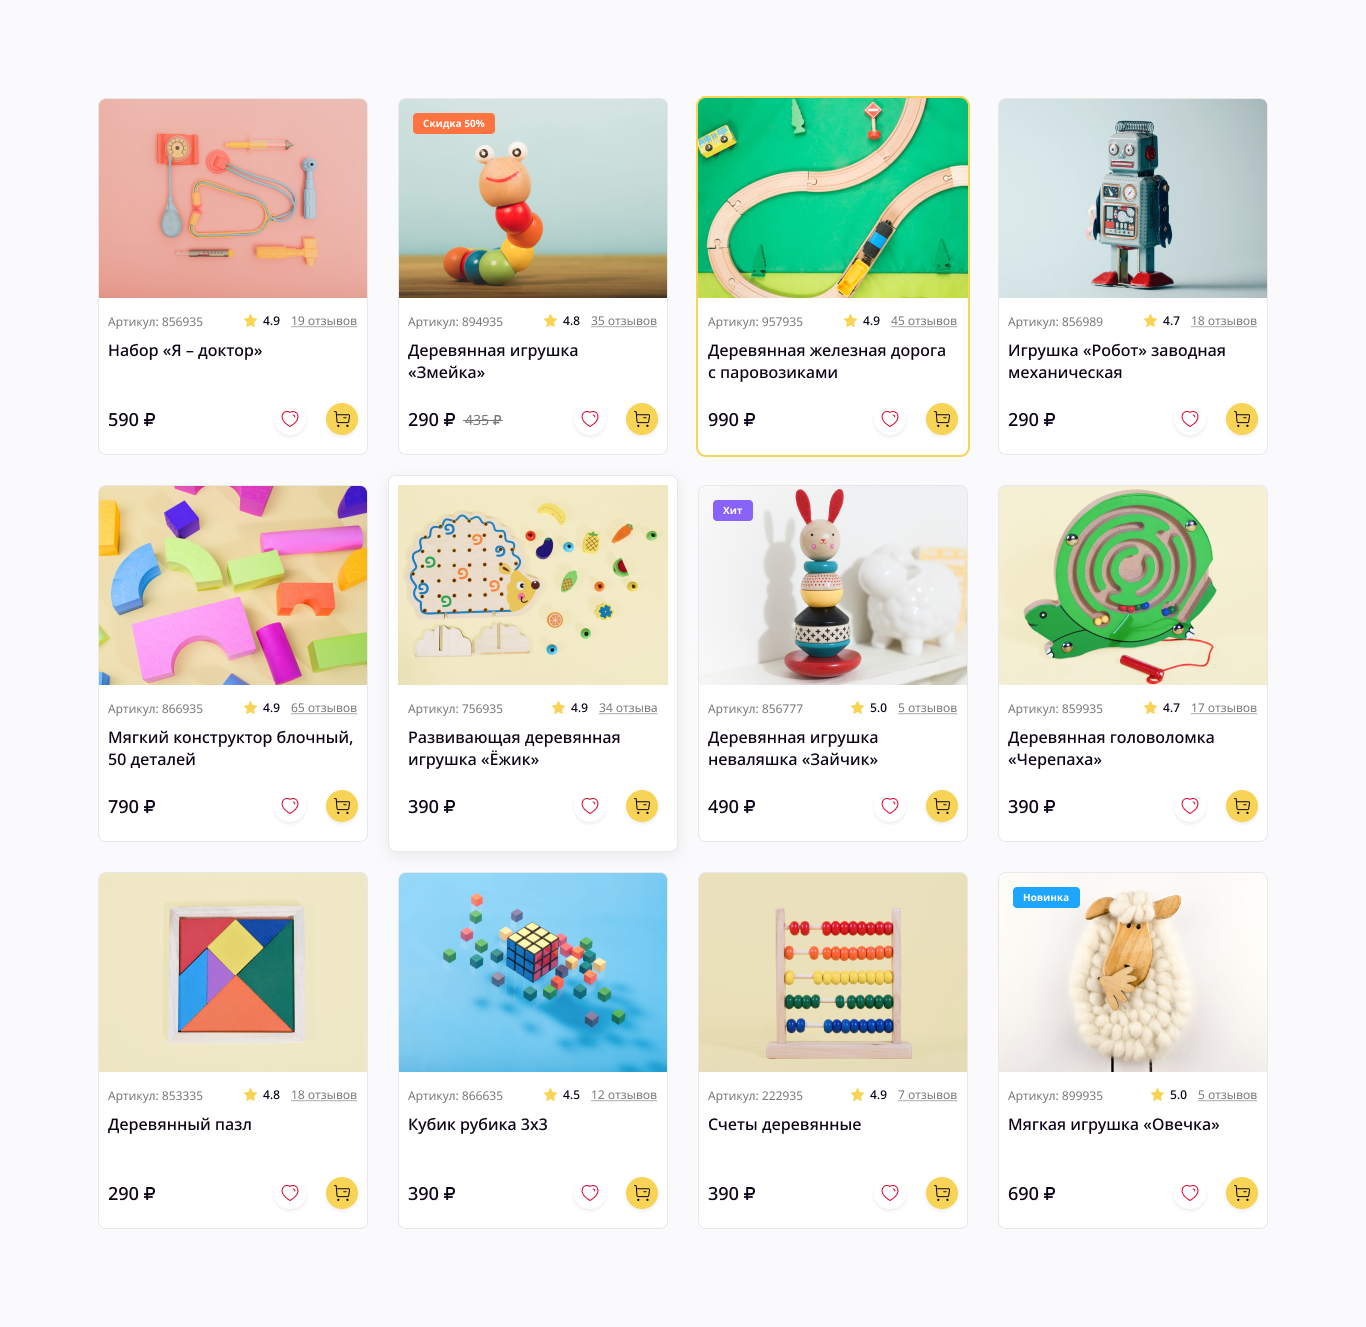 Артикул: 856935 4.9 19 отзывов
Набор «Я – доктор»
590 ₽
Скидка 50%
Артикул: 894935 4.8 35 отзывов
Деревянная игрушка
«Змейка»
290 ₽ 435 ₽
Артикул: 957935 4.9 45 отзывов
Деревянная железная дорога
с паровозиками
990 ₽
Артикул: 856989 4.7 18 отзывов
Игрушка «Робот» заводная
механическая
290 ₽
Артикул: 866935 4.9 65 отзывов
Мягкий конструктор блочный,
50 деталей
790 ₽
Артикул: 756935 4.9 34 отзыва
Развивающая деревянная
игрушка «Ёжик»
390 ₽
Хит
Артикул: 856777 5.0 5 отзывов
Деревянная игрушка
неваляшка «Зайчик»
490 ₽
Артикул: 859935 4.7 17 отзывов
Деревянная головоломка
«Черепаха»
390 ₽
Артикул: 853335 4.8 18 отзывов
Деревянный пазл
290 ₽
Артикул: 866635 4.5 12 отзывов
Кубик рубика 3х3
390 ₽
Артикул: 222935 4.9 7 отзывов
Счеты деревянные
390 ₽
Новинка
Артикул: 899935 5.0 5 отзывов
Мягкая игрушка «Овечка»
690 ₽